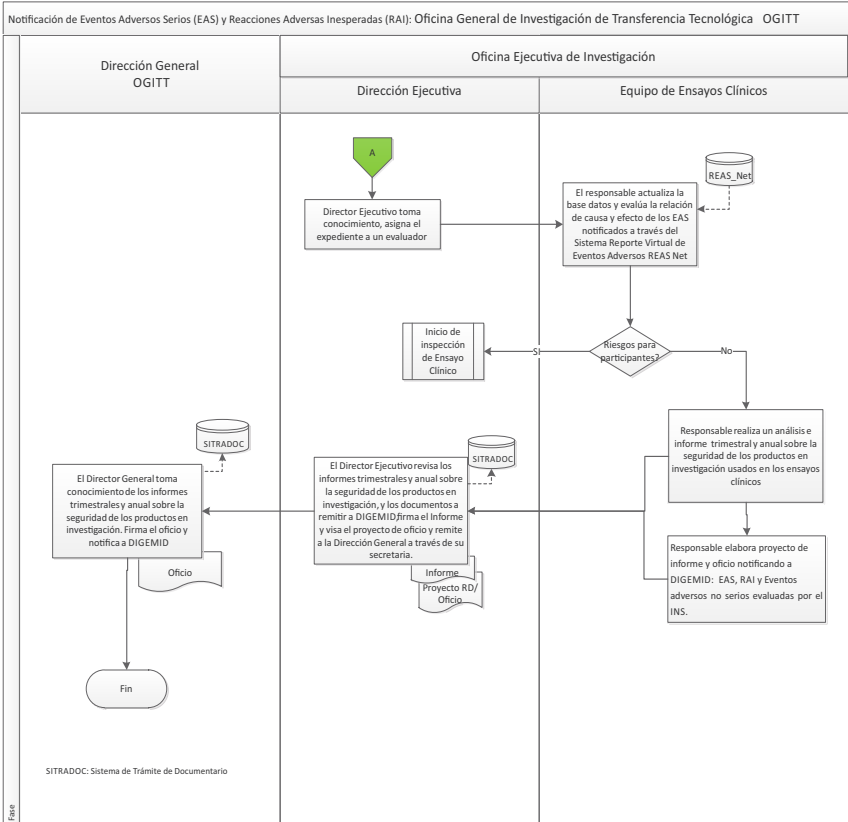 Notificación de Eventos Adversos Serios (EAS) y Reacciones Adversas Inesperadas (RAI): Oficina General de Investigación de Transferencia Tecnológica OGITT
Dirección General
OGITT
Oficina Ejecutiva de Investigación
Dirección Ejecutiva
Equipo de Ensayos Clínicos
A
REAS_Net
Director Ejecutivo toma
conocimiento, asigna el
expediente a un evaluador
El responsable actualiza la
base datos y evalúa la relación
de causa y efecto de los EAS
notificados a través del
Sistema Reporte Virtual de
Eventos Adversos REAS Net
Inicio de
inspección
de Ensayo
Clínico
SI
Riesgos para
participantes?
No
Responsable realiza un análisis e
informe trimestral y anual sobre la
seguridad de los productos en
investigación usados en los ensayos
clínicos
SITRADOC
SITRADOC
El Director General toma
conocimiento de los informes
trimestrales y anual sobre la
seguridad de los productos en
investigación. Firma el oficio y
notifica a DIGEMID
Oficio
El Director Ejecutivo revisa los
informes trimestrales y anual sobre
la seguridad de los productos en
investigación, y los documentos a
remitir a DIGEMID,firma el Informe
y visa el proyecto de oficio y remite
a la Dirección General a través de su
secretaria.
Informe
Proyecto RD/
Oficio
Responsable elabora proyecto de
informe y oficio notificando a
DIGEMID: EAS, RAI y Eventos
adversos no serios evaluadas por el
INS.
Fin
SITRADOC: Sistema de Trámite de Documentario
Fase